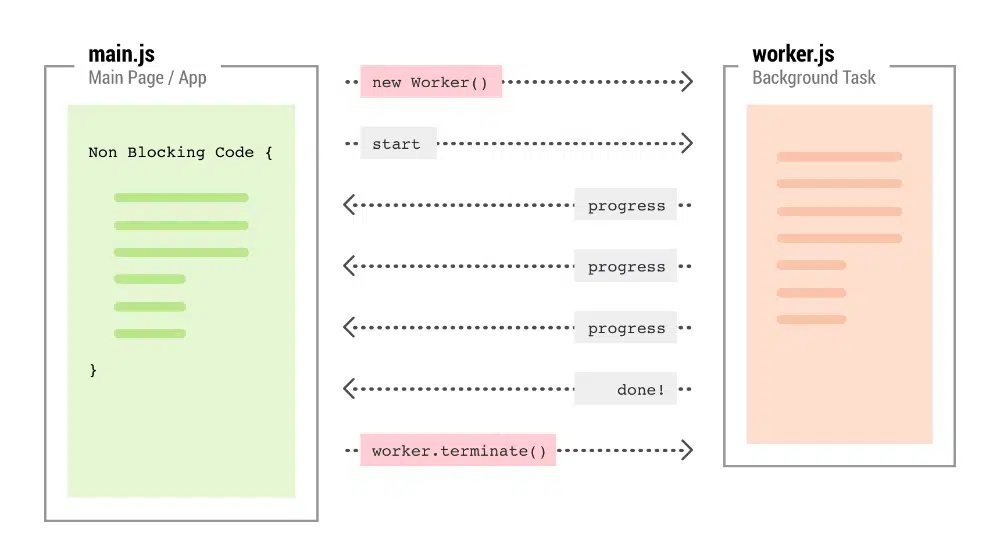 main.js
Main Page / App
Non Blocking Code {
}
new Worker()
start
progress
progress
progress
done!
worker.terminate()
worker.js
Background Task